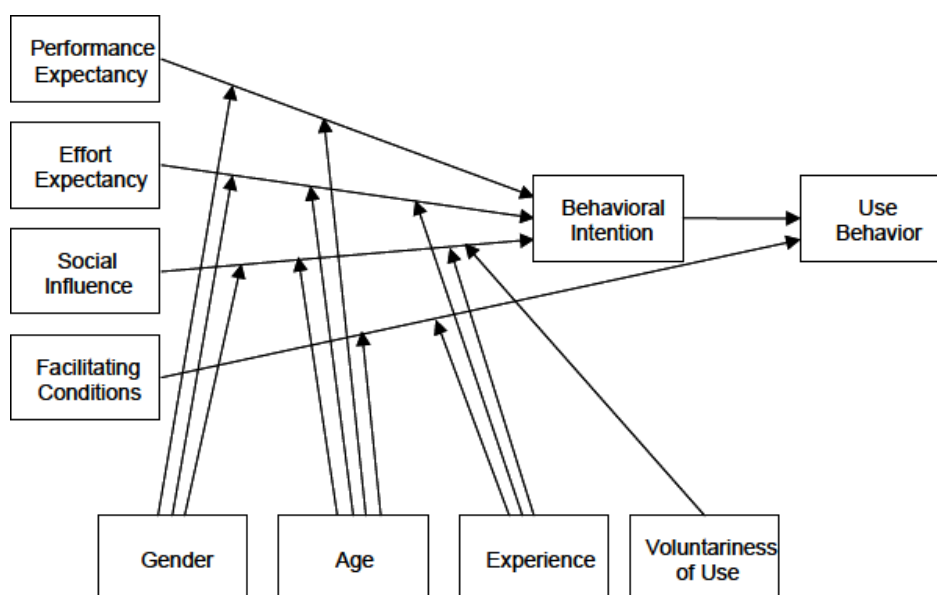 Performance
Expectancy
Effort
Expectancy
Social
Influence
Facilitating
Conditions
Behavioral
Intention
Use
Behavior
Gender
Age
Experience
Voluntariness
of Use